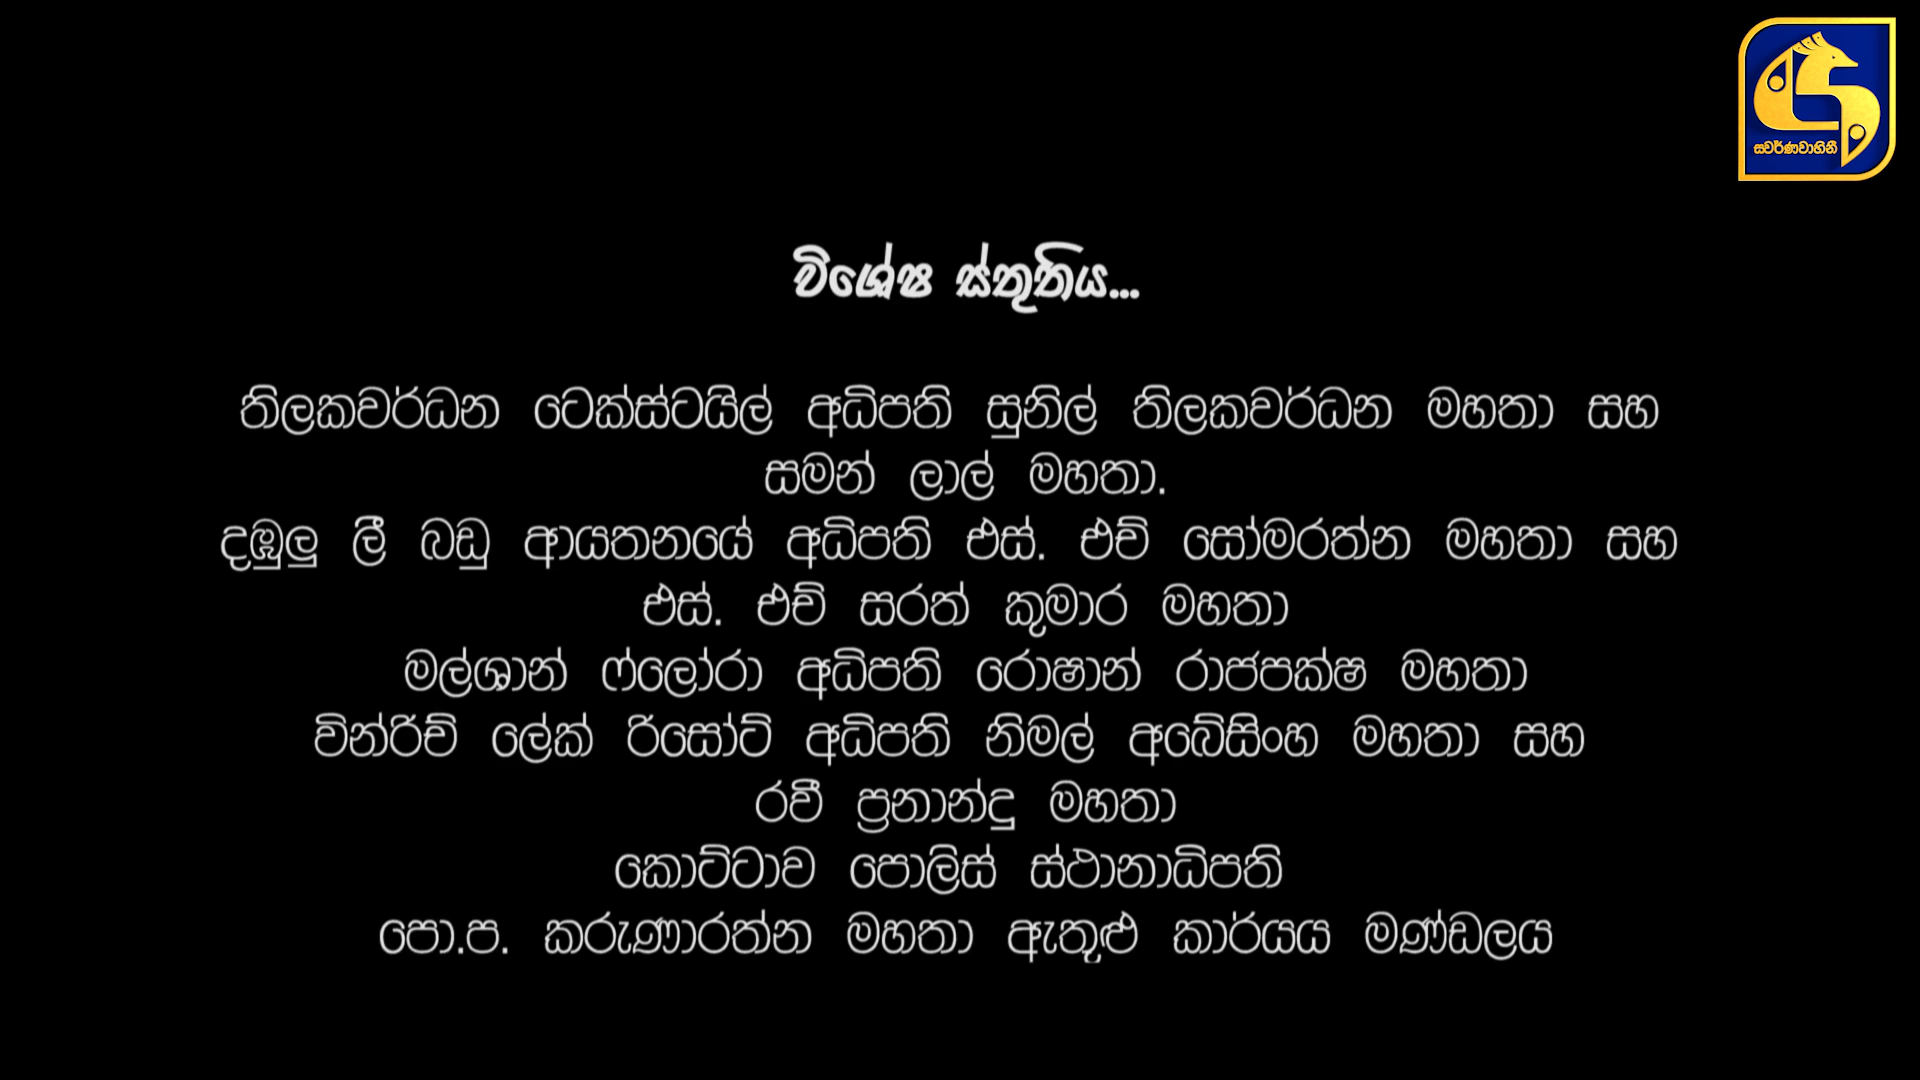 ස්වර්ණවාහිනී
විශේෂ ස්තුතිය...
තිලකවර්ධන ටෙක්ස්ටයිල් අධිපති සුනිල් තිලකවර්ධන මහතා සහ
සමන් ලාල් මහතා.
දඹුලු ලී බඩු ආයතනයේ අධිපති එස්. එච් සෝමරත්න මහතා සහ
එස්. එච් සරත් කුමාර මහතා
මල්ශාන් ෆ්ලෝරා අධිපති රොෂාන් රාජපක්ෂ මහතා
වින්රිච් ලේක් රිසෝට් අධිපති නිමල් අබේසිංහ මහතා සහ
රවී ප්‍රනාන්දු මහතා
කොට්ටාව පොලිස් ස්ථානාධිපති
පො.ප. කරුණාරත්න මහතා ඇතුළු කාර්යය මණ්ඩලය